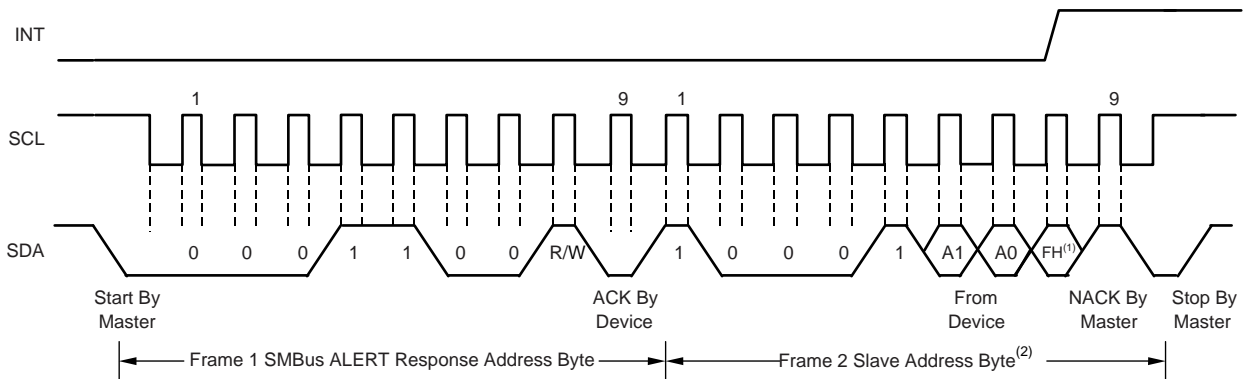 INT
1 9 1 9
SCL
SDA
0 0 0 1 1 0 0 R/W 1 0 0 0 1 A1 A0 FH(1)
Start By
Master
ACK By
Device
From
Device
NACK By
Master
Stop By
Master
Frame 1 SMBus ALERT Response Address Byte
Frame 2 Slave Address Byte(2)